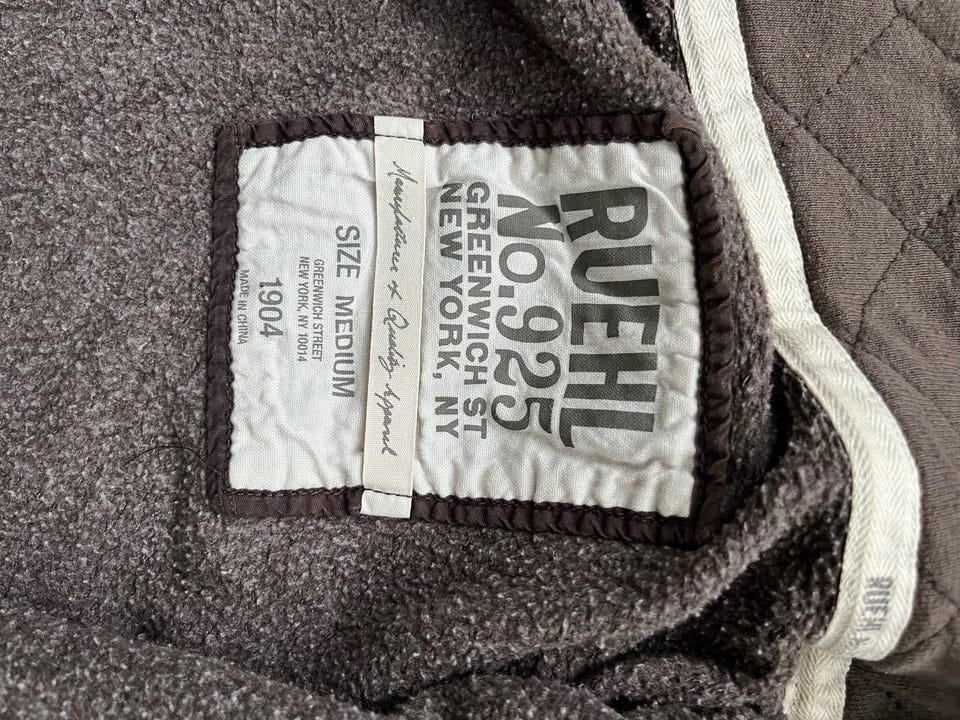 RUEHL
NO.925
GREENWICH ST
NEW YORK, NY
Manufacturer of Quality Apparel
SIZE MEDIUM
GREENWICH STREET
NEW YORK, NY 10014
1904
MADE IN CHINA
RUEHL